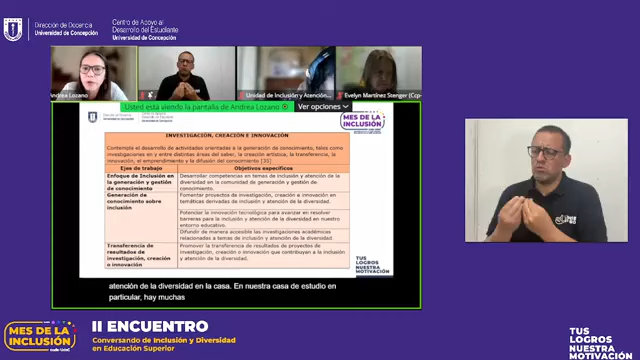 Dirección de Docencia
Universidad de Concepción
Centro de Apoyo al
Desarrollo del Estudiante
Universidad de Concepción
Andrea Lozano
Unidad de Inclusión y Atención...
Evelyn Martínez Stenger (Ccp-
Usted está viendo la pantalla de Andrea Lozano
Ver opciones
MES DE LA
INCLUSIÓN
INVESTIGACIÓN, CREACIÓN E INNOVACIÓN
Contempla el desarrollo de actividades orientadas a la generación de conocimiento, tales como
investigaciones en y entre distintas áreas del saber, la creación artística, la transferencia, la
innovación, el emprendimiento y la difusión del conocimiento [33]
Ejes de trabajo
Objetivos específicos
Enfoque de Inclusión en
la generación y gestión
de conocimiento
Desarrollar competencias en temas de inclusión y atención de la
diversidad en la comunidad de generación y gestión de
conocimiento.
Generación de
conocimiento sobre
inclusión
Fomentar proyectos de investigación, creación e innovación en
temáticas derivadas de inclusión y atención de la diversidad.
Potenciar la innovación tecnológica para avanzar en resolver
barreras para la inclusión y atención de la diversidad en nuestro
entorno educativo.
Difundir de manera accesible las investigaciones académicas
relacionadas a temas de inclusión y atención de la diversidad
Transferencia de
resultados de
investigación, creación
o innovación
Promover la transferencia de resultados de proyectos de
investigación, creación o innovación que contribuyan a la inclusión
y atención de la diversidad.
TUS
LOGROS
NUESTRA
MOTIVACIÓN
atención de la diversidad en la casa. En nuestra casa de estudio en
particular, hay muchas
MES DE LA
INCLUSIÓN
II ENCUENTRO
Conversando de Inclusión y Diversidad
en Educación Superior
TUS
LOGROS
NUESTRA
MOTIVACIÓN